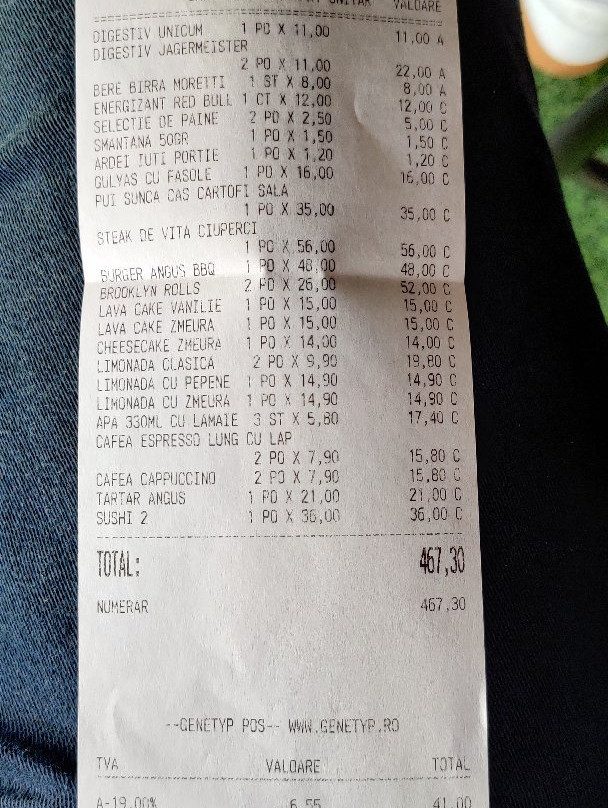 UNITAR VALOARE
DIGESTIV UNICUM 1 PO X 11,00 11,00 A
DIGESTIV JAGERMEISTER
2 PO X 11,00 22,00 A
BERE BIRRA MORETTI 1 ST X 8,00 8,00 A
ENERGIZANT RED BULL 1 CT X 12,00 12,00 C
SELECTIE DE PAINE 2 PO X 2,50 5,00 C
SMANTANA 50GR 1 PO X 1,50 1,50 C
ARDEI IUTI PORTIE 1 PO X 1,20 1,20 C
GULYAS CU FASOLE 1 PO X 16,00 16,00 C
PUI SUNCA CAS CARTOFI SALA
1 PO X 35,00 35,00 C
STEAK DE VITA CIUPERCI
1 PO X 56,00 56,00 C
BURGER ANGUS BBQ 1 PO X 48,00 48,00 C
BROOKLYN ROLLS 2 PO X 26,00 52,00 C
LAVA CAKE VANILIE 1 PO X 15,00 15,00 C
LAVA CAKE ZMEURA 1 PO X 15,00 15,00 C
CHEESECAKE ZMEURA 1 PO X 14,00 14,00 C
LIMONADA CLASICA 2 PO X 9,90 19,80 C
LIMONADA CU PEPENE 1 PO X 14,90 14,90 C
LIMONADA CU ZMEURA 1 PO X 14,90 14,90 C
APA 330ML CU LAMAIE 3 ST X 5,80 17,40 C
CAFEA ESPRESSO LUNG CU LAP
2 PO X 7,90 15,80 C
CAFEA CAPPUCCINO 2 PO X 7,90 15,80 C
TARTAR ANGUS 1 PO X 21,00 21,00 C
SUSHI 2 1 PO X 36,00 36,00 C
TOTAL: 467,30
NUMERAR 467,30
--GENETYP POS-- WWW.GENETYP.RO
TVA VALOARE TOTAL
A-19,00% 6,55 41,00